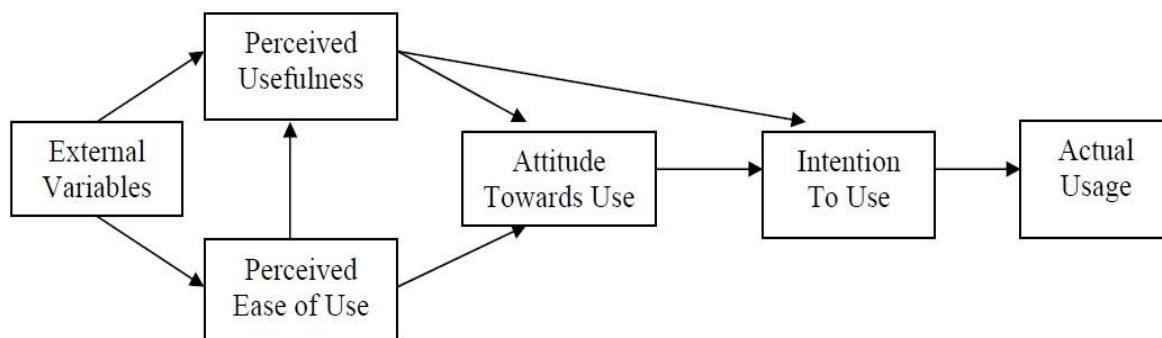 Perceived
Usefulness
External
Variables
Attitude
Towards Use
Intention
To Use
Actual
Usage
Perceived
Ease of Use